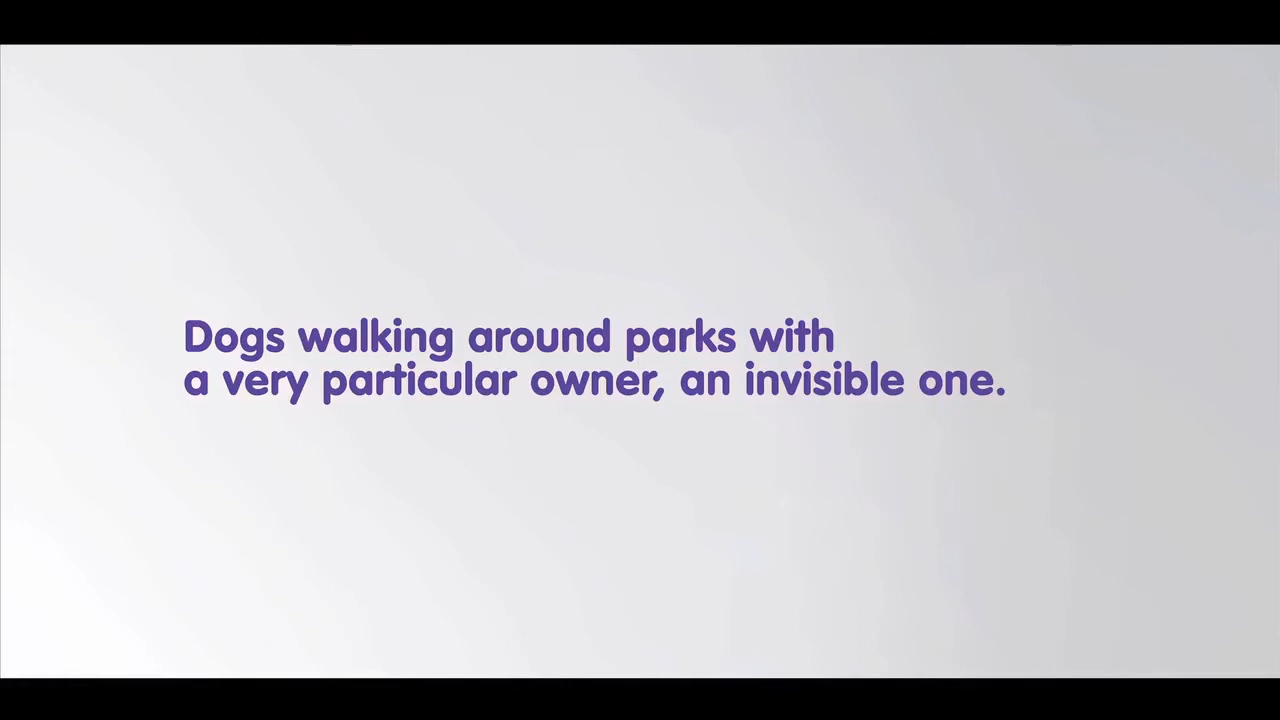 Dogs walking around parks with
a very particular owner, an invisible one.